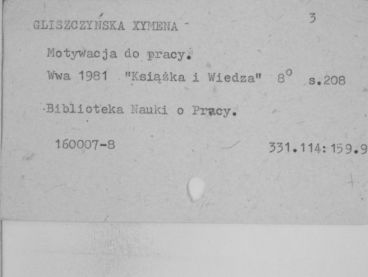 3
GLISZCZYŃSKA XYMENA
Motywacja do pracy.
Wwa 1981 "Książka i Wiedza" 8° s.208
Biblioteka Nauki o Pracy.
160007-8 331.114:159.9